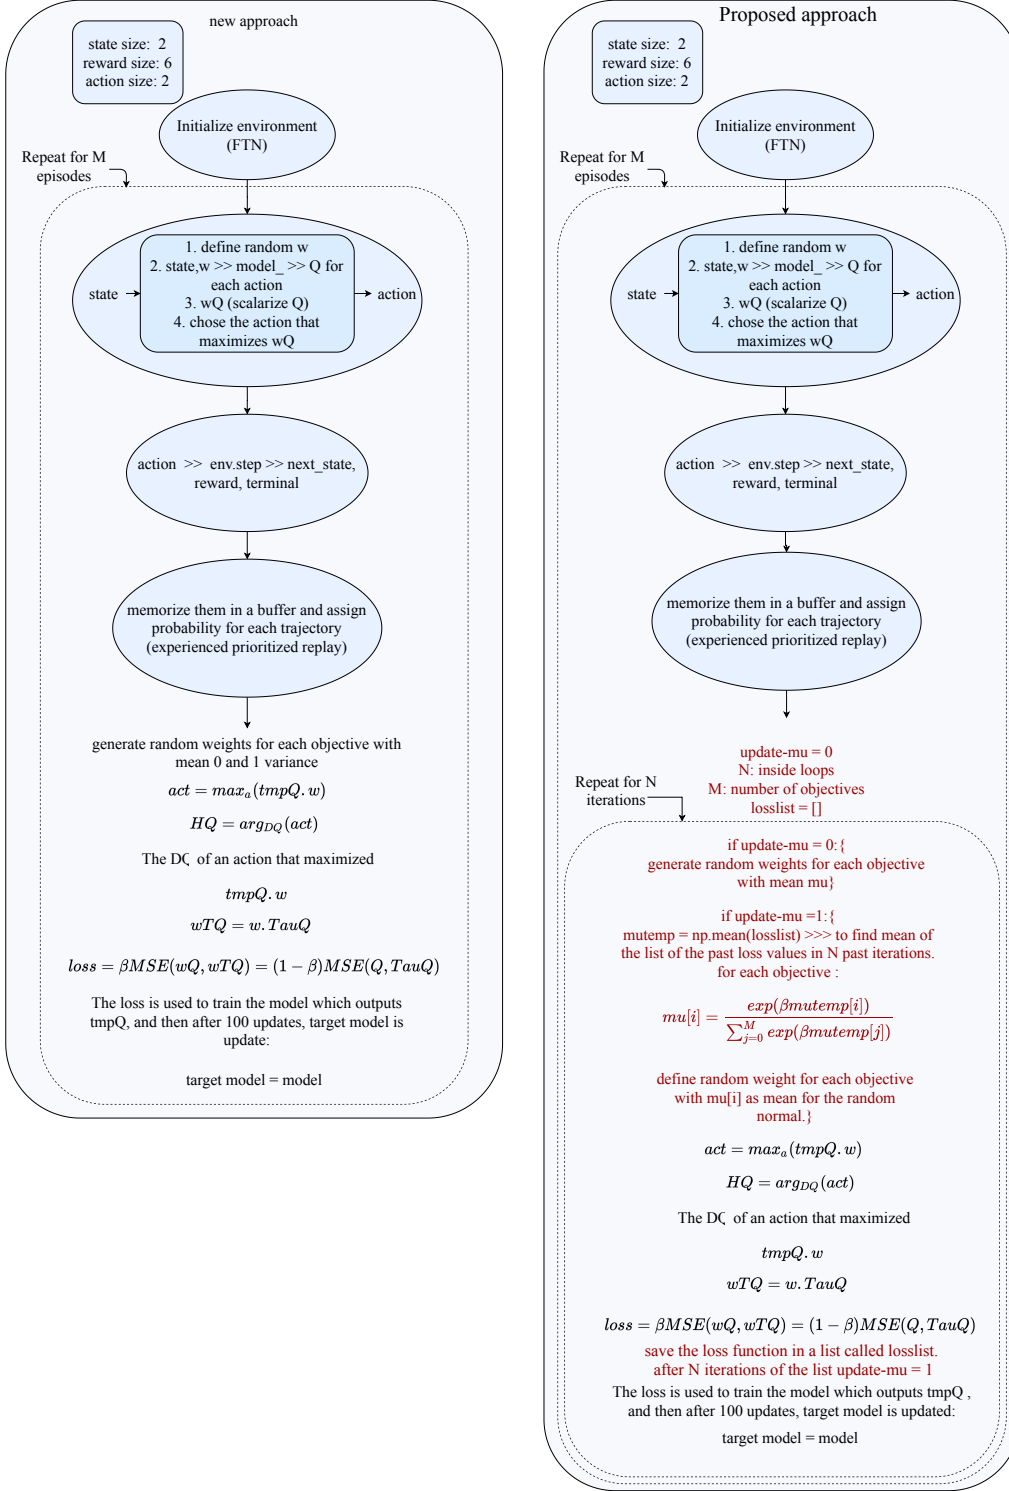 new approach
state size:  2
reward size: 6
action size: 2
Initialize environment
(FTN)
Repeat for M
episodes
1. define random w
2. state,w >> model_ >> Q for
each action
3. wQ (scalarize Q)
4. chose the action that
maximizes wQ
state
action
action  >>  env.step >> next_state,
reward, terminal
memorize them in a buffer and assign
probability for each trajectory
(experienced prioritized replay)
generate random weights for each objective with
mean 0 and 1 variance
act = max_a(tmpQ. w)
HQ = arg_{DQ}(act)
The DQ of an action that maximized
tmpQ. w
wTQ = w. TauQ
loss = βMSE(wQ, wTQ) = (1 − β)MSE(Q, TauQ)
The loss is used to train the model which outputs
tmpQ, and then after 100 updates, target model is
update:
target model = model
Proposed approach
state size:  2
reward size: 6
action size: 2
Initialize environment
(FTN)
Repeat for M
episodes
1. define random w
2. state,w >> model_ >> Q for
each action
3. wQ (scalarize Q)
4. chose the action that
maximizes wQ
state
action
action  >>  env.step >> next_state,
reward, terminal
memorize them in a buffer and assign
probability for each trajectory
(experienced prioritized replay)
update-mu = 0
N: inside loops
M: number of objectives
losslist = []
Repeat for N
iterations
if update-mu = 0:{
generate random weights for each objective
with mean mu}
if update-mu =1:{
mutemp = np.mean(losslist) >>> to find mean of
the list of the past loss values in N past iterations.
for each objective :
mu[i] = exp(βmutemp[i]) / ∑_{j=0}^{M} exp(βmutemp[j])
define random weight for each objective
with mu[i] as mean for the random
normal.}
act = max_a(tmpQ. w)
HQ = arg_{DQ}(act)
The DQ of an action that maximized
tmpQ. w
wTQ = w. TauQ
loss = βMSE(wQ, wTQ) = (1 − β)MSE(Q, TauQ)
save the loss function in a list called losslist.
after N iterations of the list update-mu = 1
The loss is used to train the model which outputs tmpQ ,
and then after 100 updates, target model is updated:
target model = model